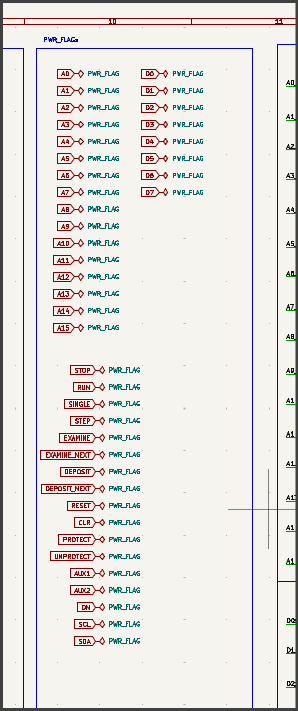 10 11
PWR_FLAGs
A0 PWR_FLAG D0 PWR_FLAG
A1 PWR_FLAG D1 PWR_FLAG
A2 PWR_FLAG D2 PWR_FLAG
A3 PWR_FLAG D3 PWR_FLAG
A4 PWR_FLAG D4 PWR_FLAG
A5 PWR_FLAG D5 PWR_FLAG
A6 PWR_FLAG D6 PWR_FLAG
A7 PWR_FLAG D7 PWR_FLAG
A8 PWR_FLAG
A9 PWR_FLAG
A10 PWR_FLAG
A11 PWR_FLAG
A12 PWR_FLAG
A13 PWR_FLAG
A14 PWR_FLAG
A15 PWR_FLAG
STOP PWR_FLAG
RUN PWR_FLAG
SINGLE PWR_FLAG
STEP PWR_FLAG
EXAMINE PWR_FLAG
EXAMINE_NEXT PWR_FLAG
DEPOSIT PWR_FLAG
DEPOSIT_NEXT PWR_FLAG
RESET PWR_FLAG
CLR PWR_FLAG
PROTECT PWR_FLAG
UNPROTECT PWR_FLAG
AUX1 PWR_FLAG
AUX2 PWR_FLAG
ON PWR_FLAG
SCL PWR_FLAG
SDA PWR_FLAG
A0
A1
A2
A3
A4
A5
A6
A7
A8
A9
A1
A1
A1
A1
A1
A1
D0
D1
D2